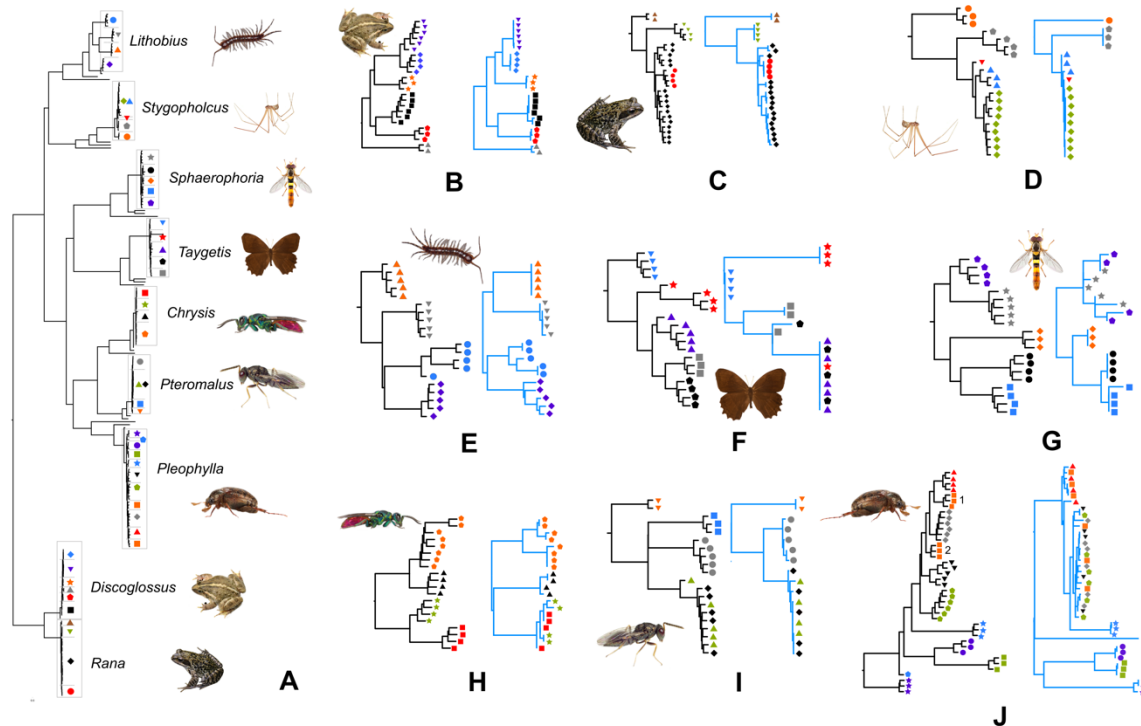 Lithobius
Stygopholcus
Sphaerophoria
Taygetis
Chrysis
Pteromalus
Pleophylla
Discoglossus
Rana
A
B
C
D
E
F
G
H
I
1
2
J